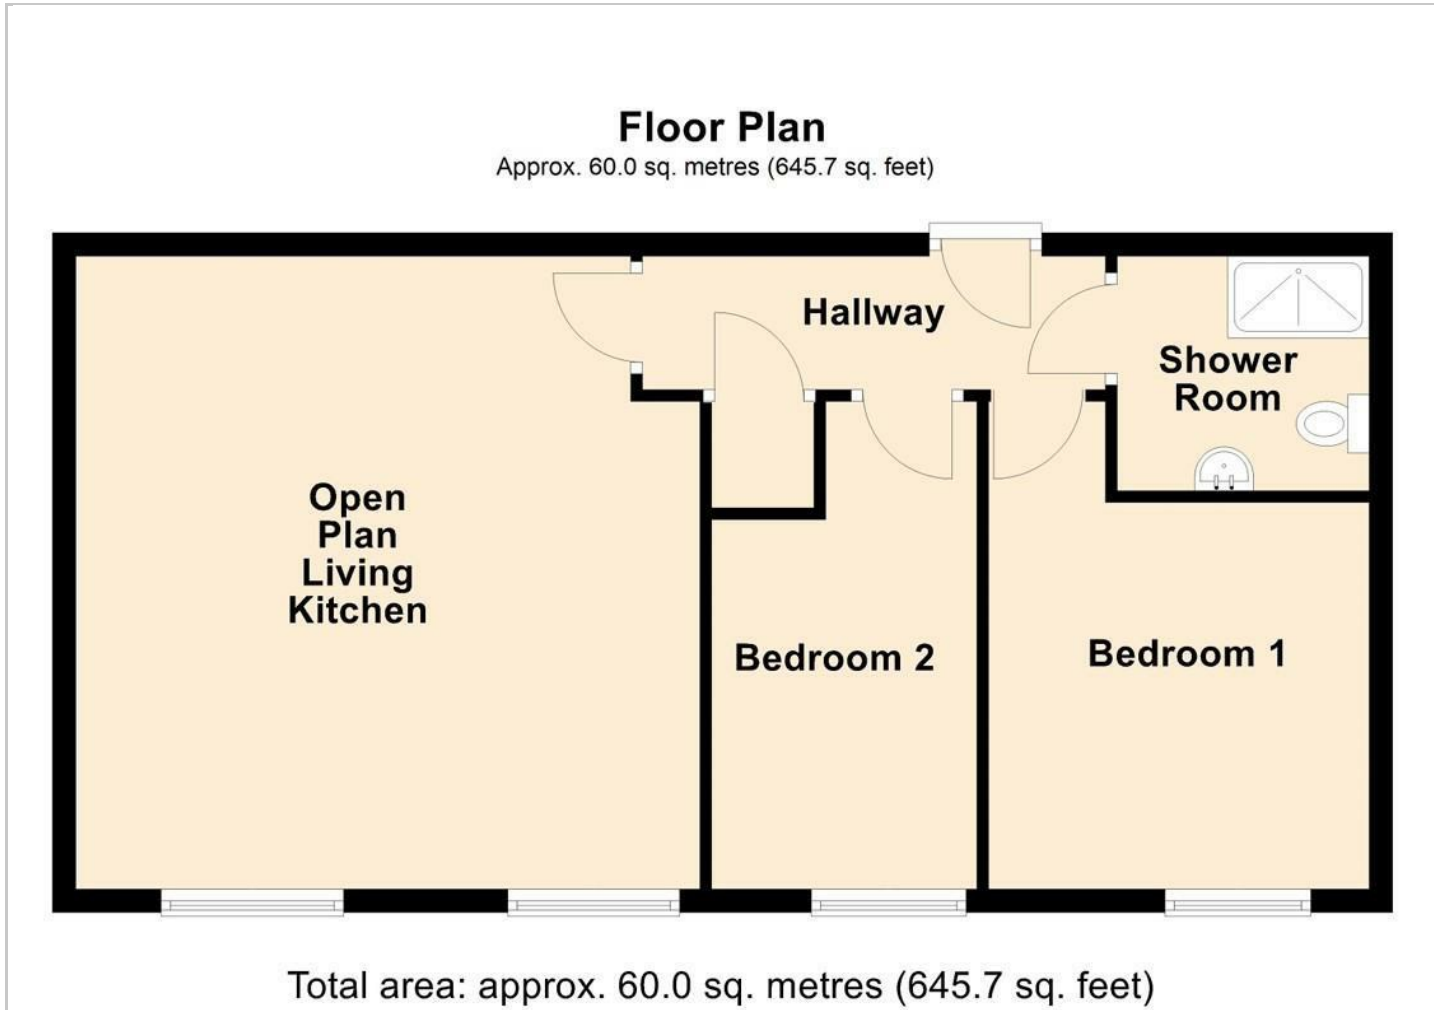 Floor Plan
Approx. 60.0 sq. metres (645.7 sq. feet)
Hallway
Shower
Room
Open
Plan
Living
Kitchen
Bedroom 2
Bedroom 1
Total area: approx. 60.0 sq. metres (645.7 sq. feet)